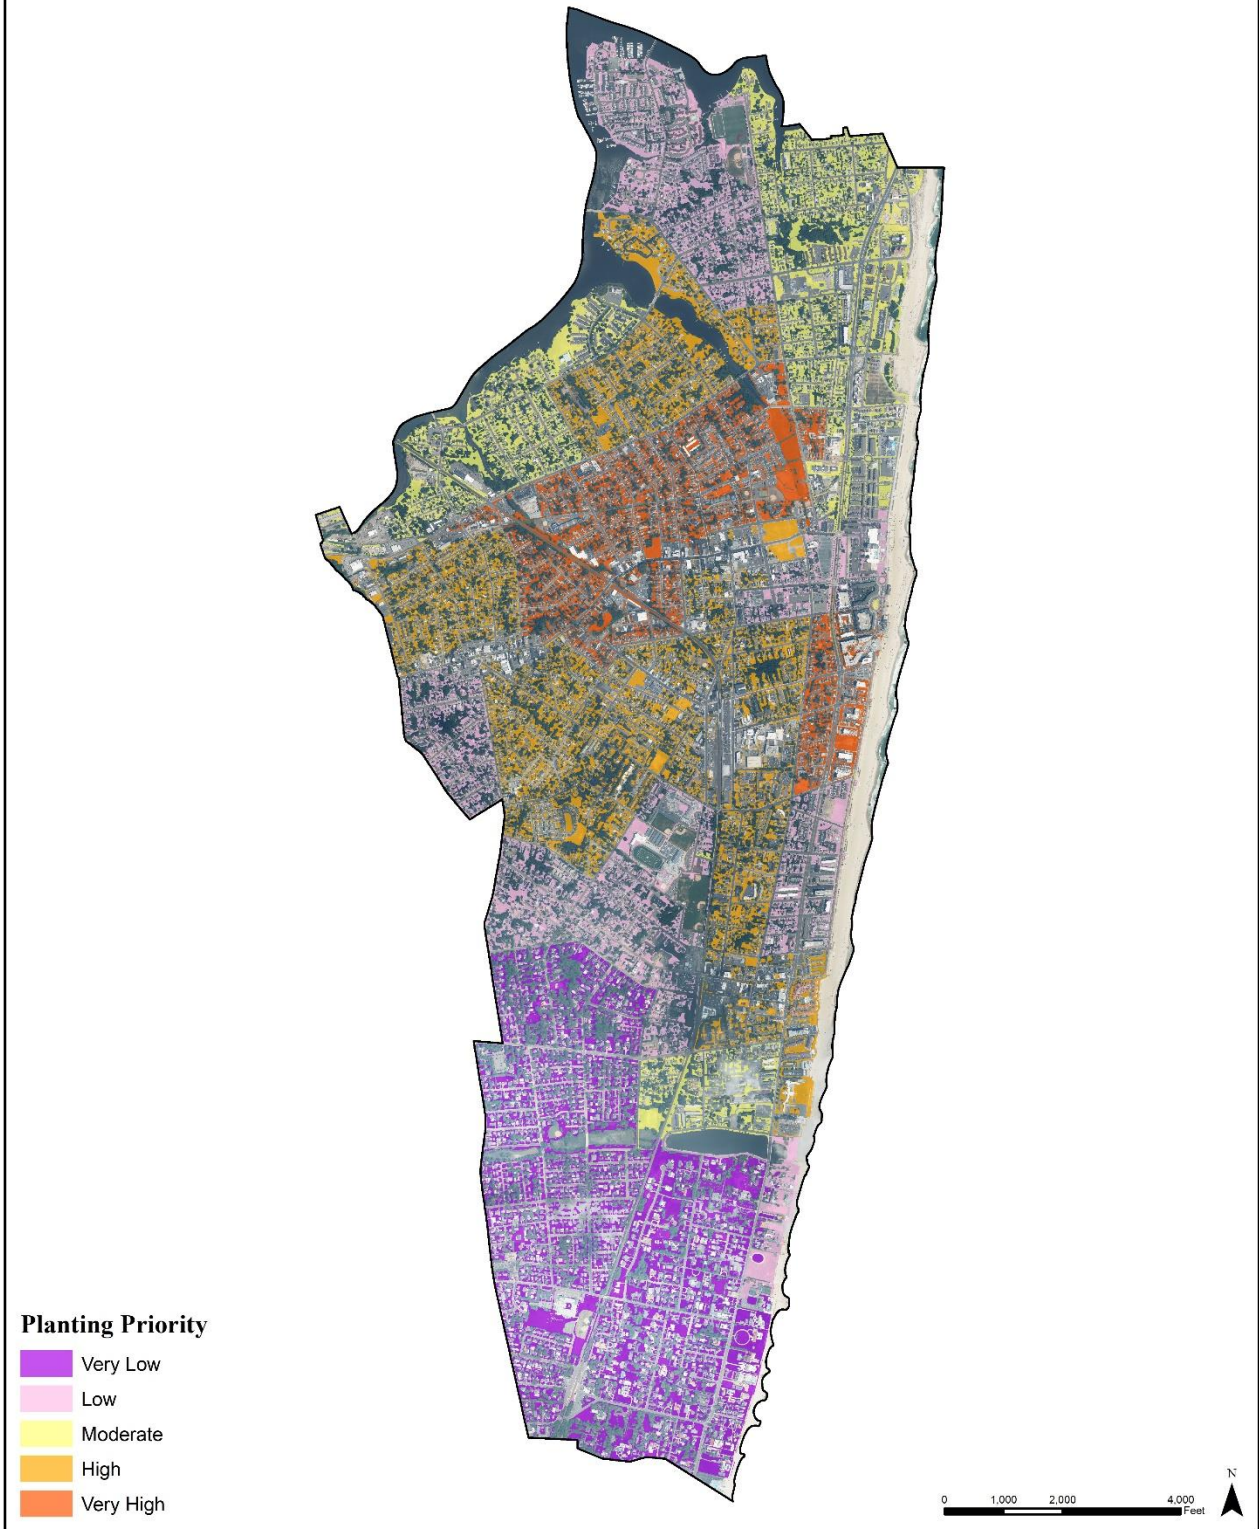 Planting Priority
Very Low
Low
Moderate
High
Very High
N
0 1,000 2,000 4,000
Feet